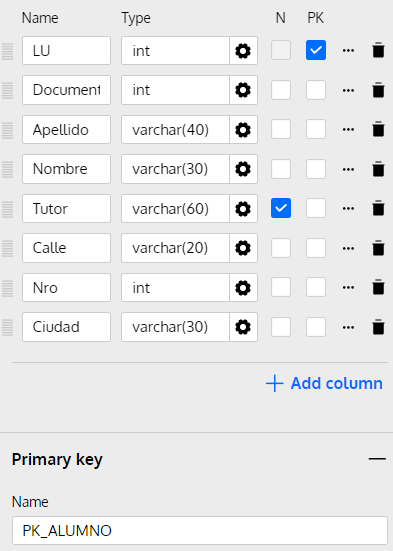 Name Type N PK
LU int
Document int
Apellido varchar(40)
Nombre varchar(30)
Tutor varchar(60)
Calle varchar(20)
Nro int
Ciudad varchar(30)
Add column
Primary key
Name
PK_ALUMNO